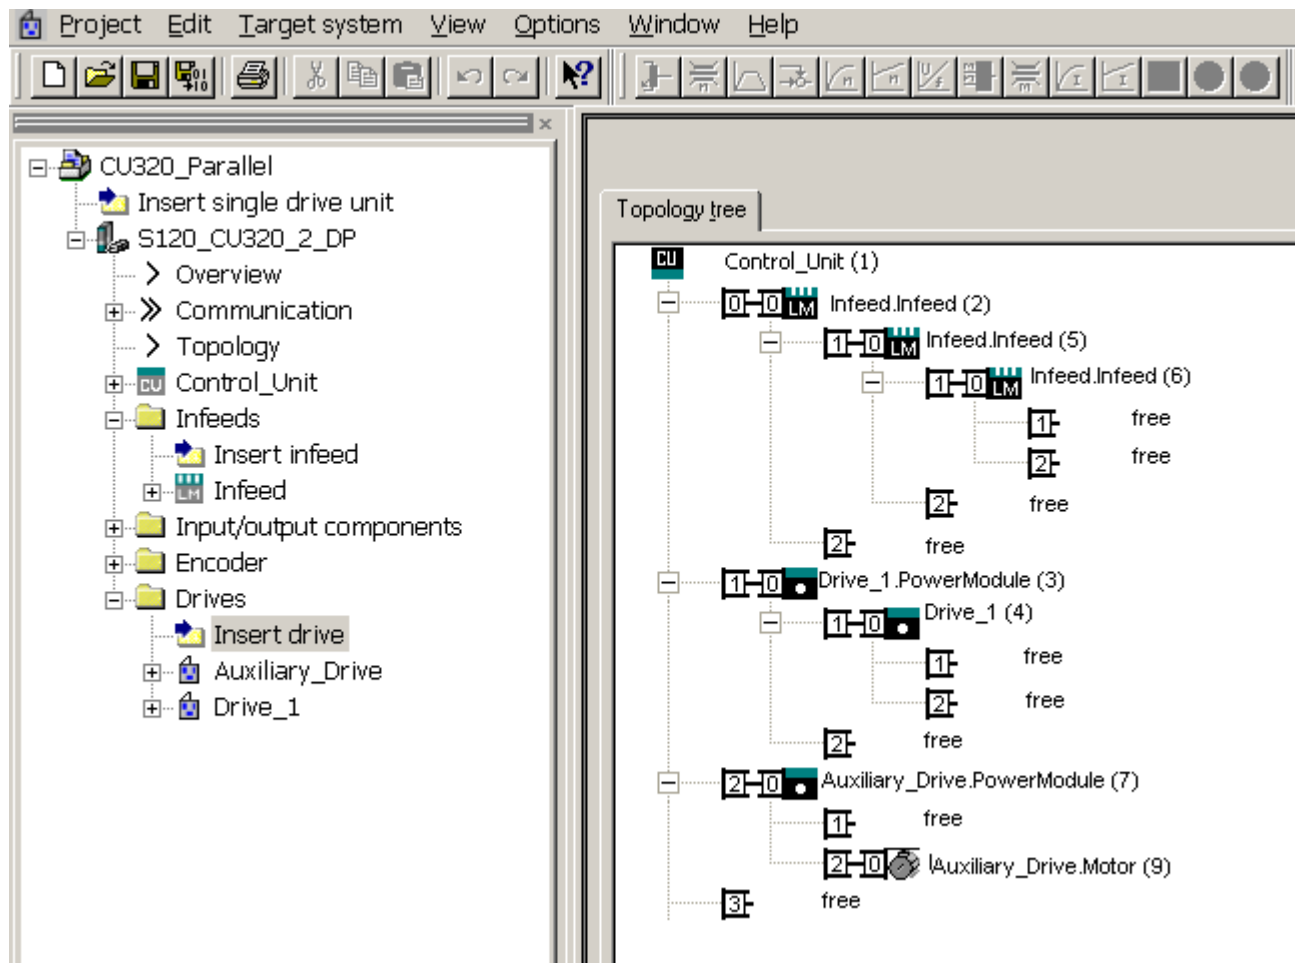 Project Edit Target system View Options Window Help
CU320_Parallel
Insert single drive unit
S120_CU320_2_DP
Overview
Communication
Topology
CU Control_Unit
Infeeds
Insert infeed
LM Infeed
Input/output components
Encoder
Drives
Insert drive
Auxiliary_Drive
Drive_1
Topology tree
CU Control_Unit (1)
0 0 LM Infeed.Infeed (2)
1 0 LM Infeed.Infeed (5)
1 0 LM Infeed.Infeed (6)
1 free
2 free
2 free
2 free
1 0 Drive_1.PowerModule (3)
1 0 Drive_1 (4)
1 free
2 free
2 free
2 0 Auxiliary_Drive.PowerModule (7)
1 free
2 0 Auxiliary_Drive.Motor (9)
3 free